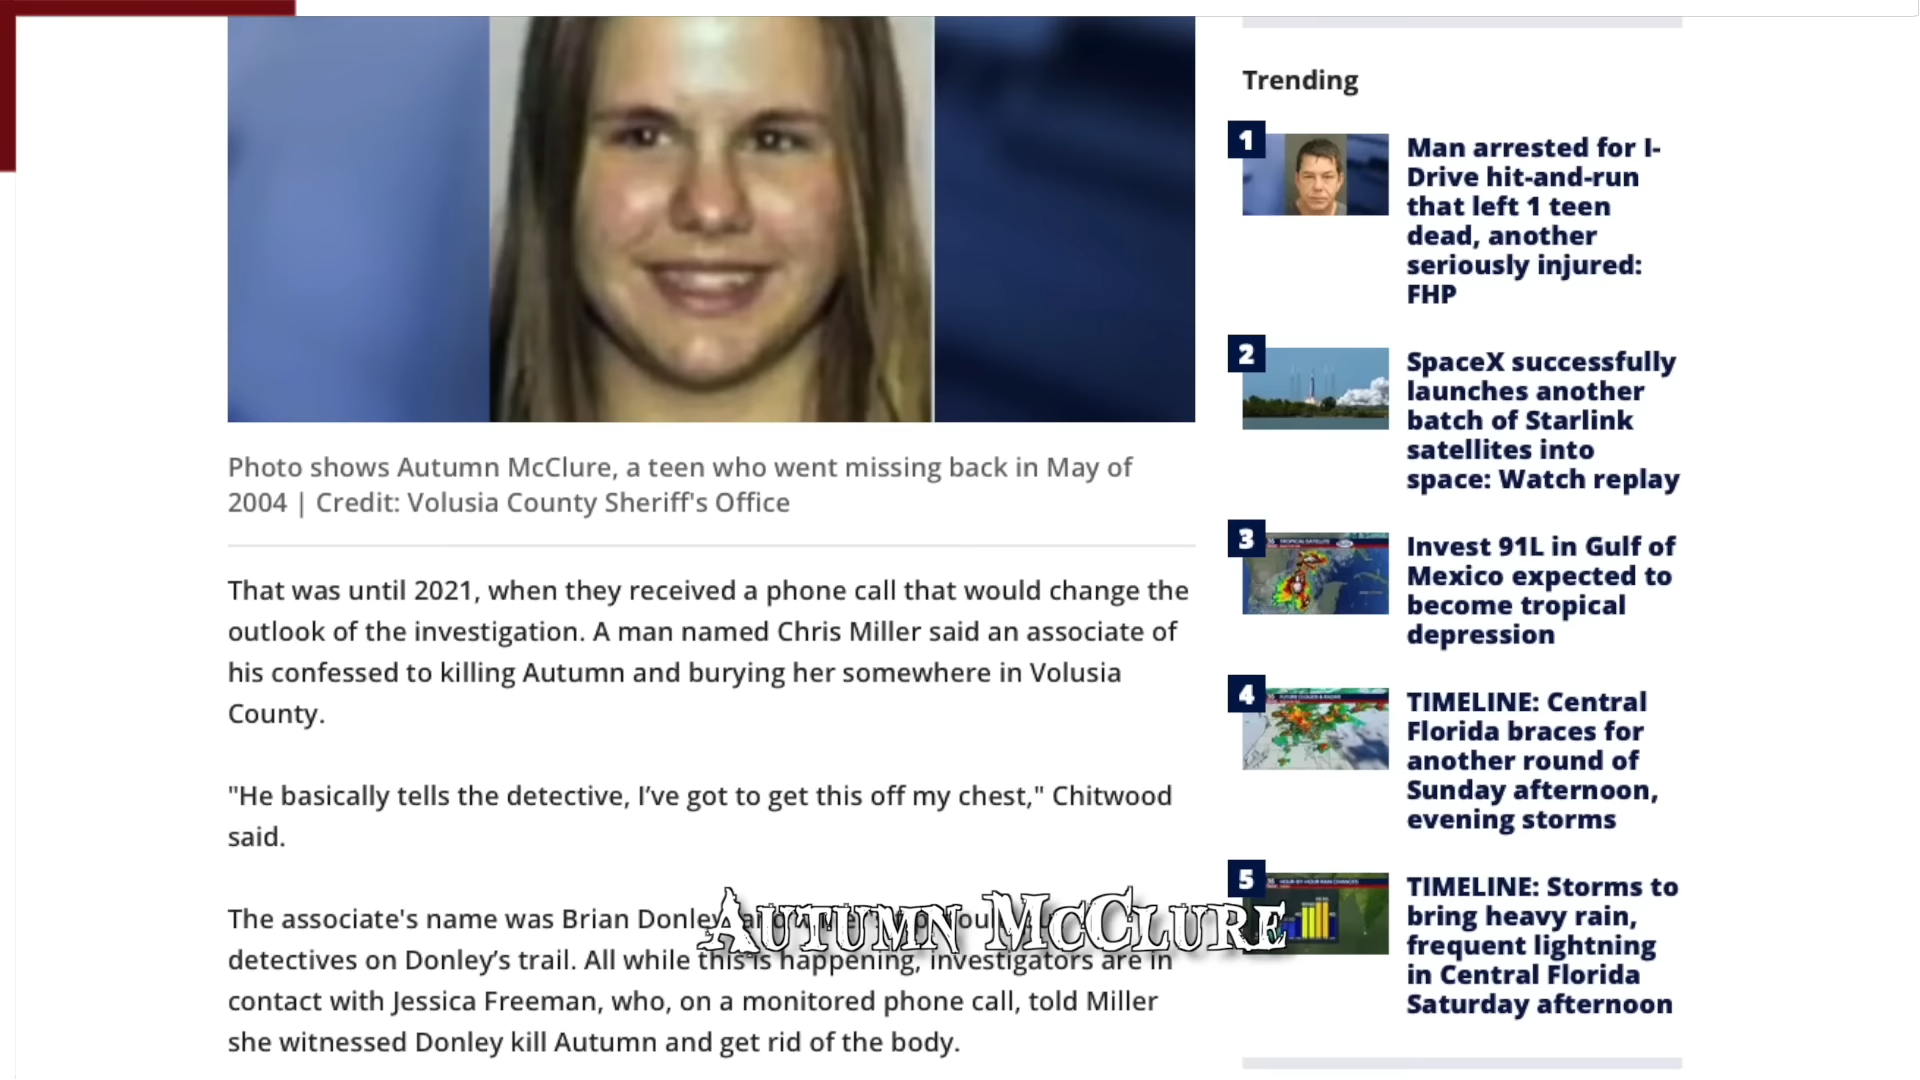 Photo shows Autumn McClure, a teen who went missing back in May of
2004 | Credit: Volusia County Sheriff's Office
That was until 2021, when they received a phone call that would change the
outlook of the investigation. A man named Chris Miller said an associate of
his confessed to killing Autumn and burying her somewhere in Volusia
County.
"He basically tells the detective, I’ve got to get this off my chest," Chitwood
said.
The associate's name was Brian Donley
detectives on Donley’s trail. All while this is happening, investigators are in
contact with Jessica Freeman, who, on a monitored phone call, told Miller
she witnessed Donley kill Autumn and get rid of the body.
Autumn McClure
Trending
1
Man arrested for I-
Drive hit-and-run
that left 1 teen
dead, another
seriously injured:
FHP
2
SpaceX successfully
launches another
batch of Starlink
satellites into
space: Watch replay
3
Invest 91L in Gulf of
Mexico expected to
become tropical
depression
4
TIMELINE: Central
Florida braces for
another round of
Sunday afternoon,
evening storms
5
TIMELINE: Storms to
bring heavy rain,
frequent lightning
in Central Florida
Saturday afternoon